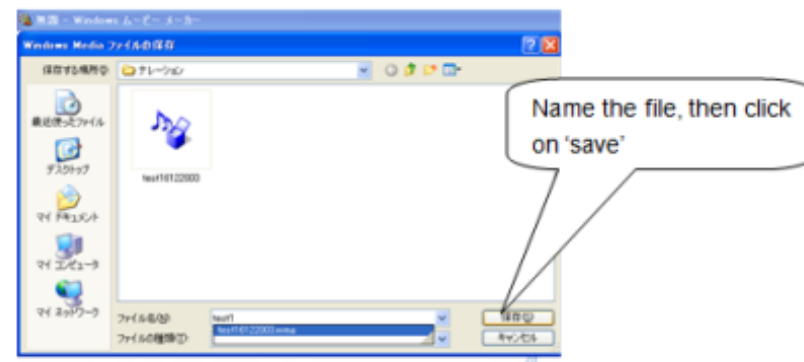 無題 - Windows ムービー メーカー
Windows Media ファイルの保存
保存する場所(I)
ナレーション
最近使ったファイル
デスクトップ
マイ ドキュメント
マイ コンピュータ
マイ ネットワーク
test16122003
ファイル名(N)
test1
保存(S)
test16122003.wma
ファイルの種類(T)
キャンセル
Name the file, then click
on ‘save’